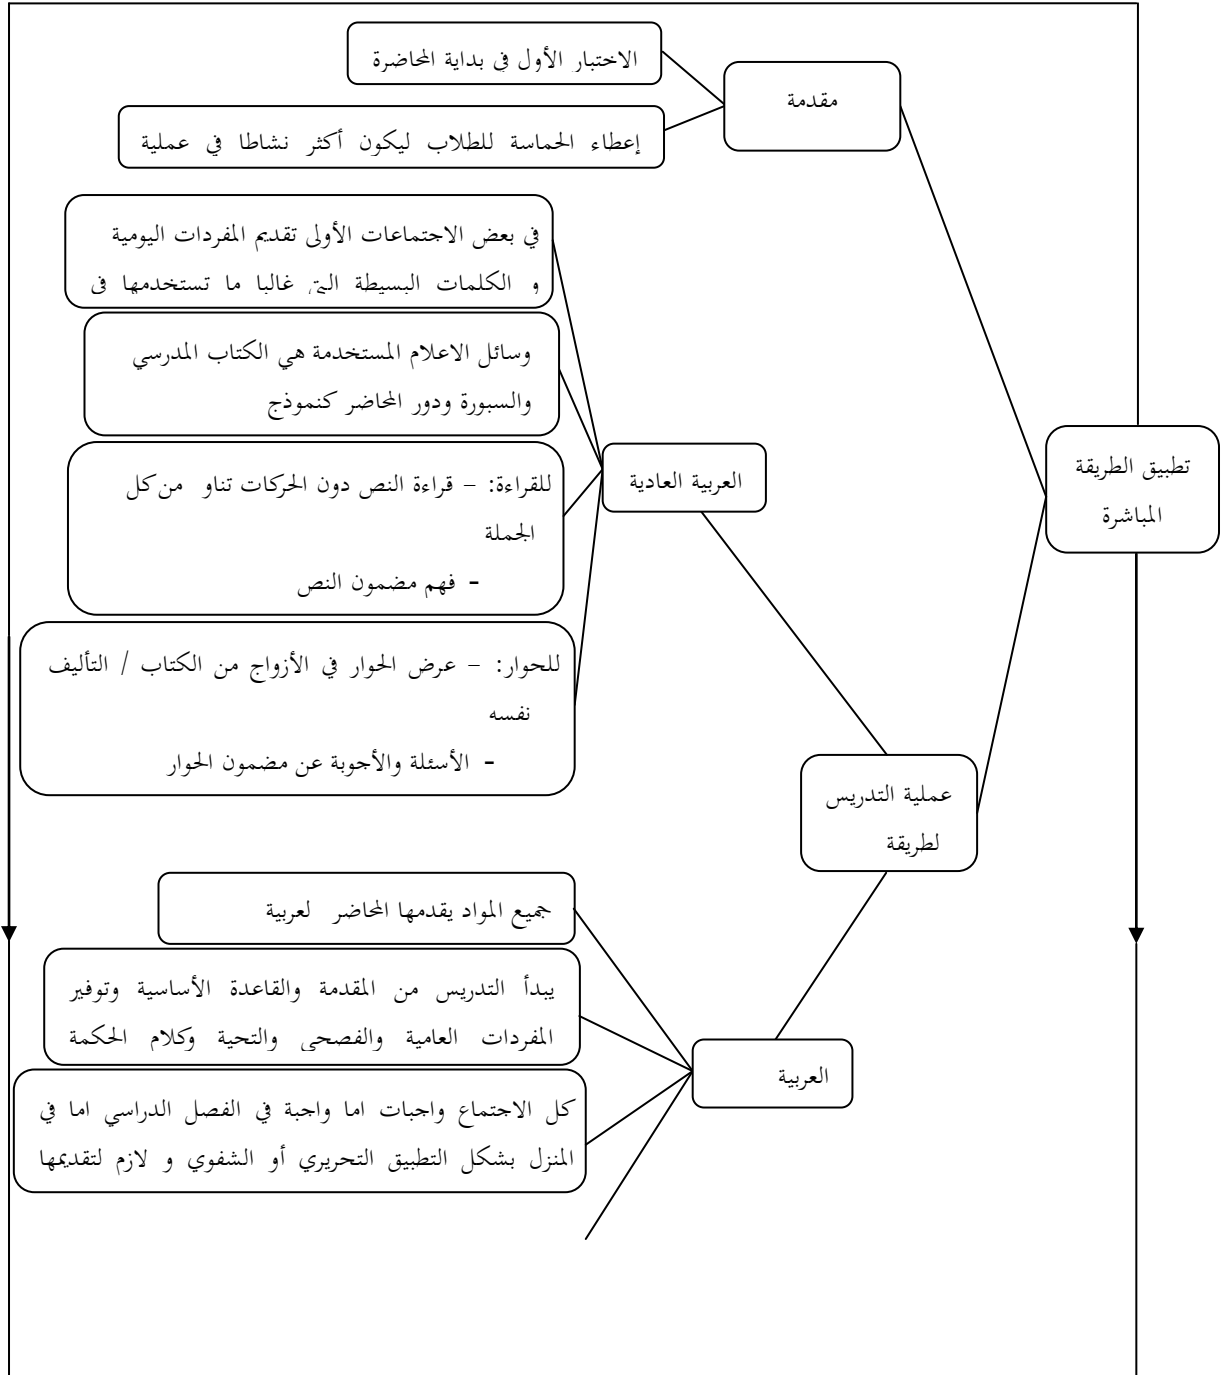 الاختبار الأول في بداية المحاضرة
مقدمة
إعطاء الحماسة للطلاب ليكون أكثر نشاطا في عملية
في بعض الاجتماعات الأولى تقديم المفردات اليومية
و الكلمات البسيطة التي غالبا ما تستخدمها في
وسائل الاعلام المستخدمة هي الكتاب المدرسي
والسبورة ودور المحاضر كنموذج
تطبيق الطريقة
المباشرة
العربية العادية
للقراءة: – قراءة النص دون الحركات تناو من كل
الجملة
- فهم مضمون النص
للحوار: – عرض الحوار في الأزواج من الكتاب / التأليف
نفسه
- الأسئلة والأجوبة عن مضمون الحوار
عملية التدريس
لطريقة
جميع المواد يقدمها المحاضر لعربية
يبدأ التدريس من المقدمة والقاعدة الأساسية وتوفير
المفردات العامية والفصحى والتحية وكلام الحكمة
العربية
كل الاجتماع واجبات اما واجبة في الفصل الدراسي اما في
المنزل بشكل التطبيق التحريري أو الشفوي و لازم لتقديمها